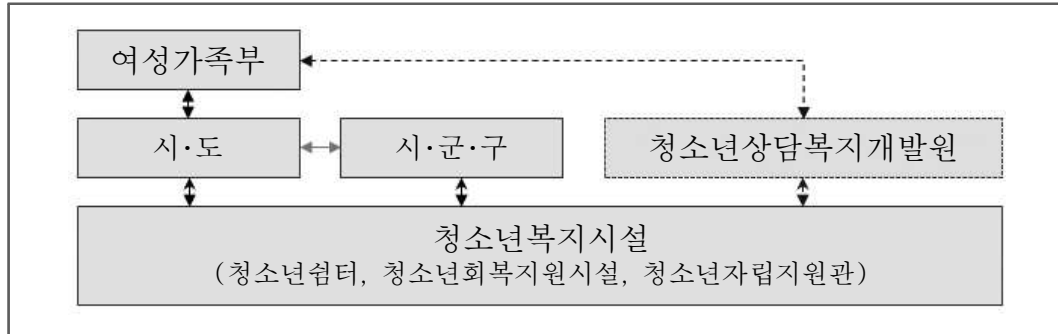 여성가족부
시·도
시·군·구
청소년상담복지개발원
청소년복지시설
(청소년쉼터, 청소년회복지원시설, 청소년자립지원관)